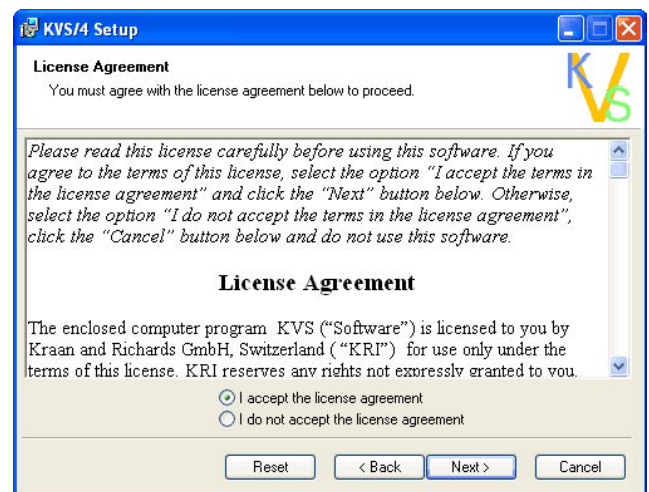 KVS/4 Setup
License Agreement
You must agree with the license agreement below to proceed.
KVS
Please read this license carefully before using this software. If you
agree to the terms of this license, select the option “I accept the terms in
the license agreement” and click the “Next” button below. Otherwise,
select the option “I do not accept the terms in the license agreement”,
click the “Cancel” button below and do not use this software.
License Agreement
The enclosed computer program KVS (“Software”) is licensed to you by
Kraan and Richards GmbH, Switzerland ( “KRI”) for use only under the
terms of this license. KRI reserves any rights not expressly granted to you.
I accept the license agreement
I do not accept the license agreement
Reset < Back Next > Cancel